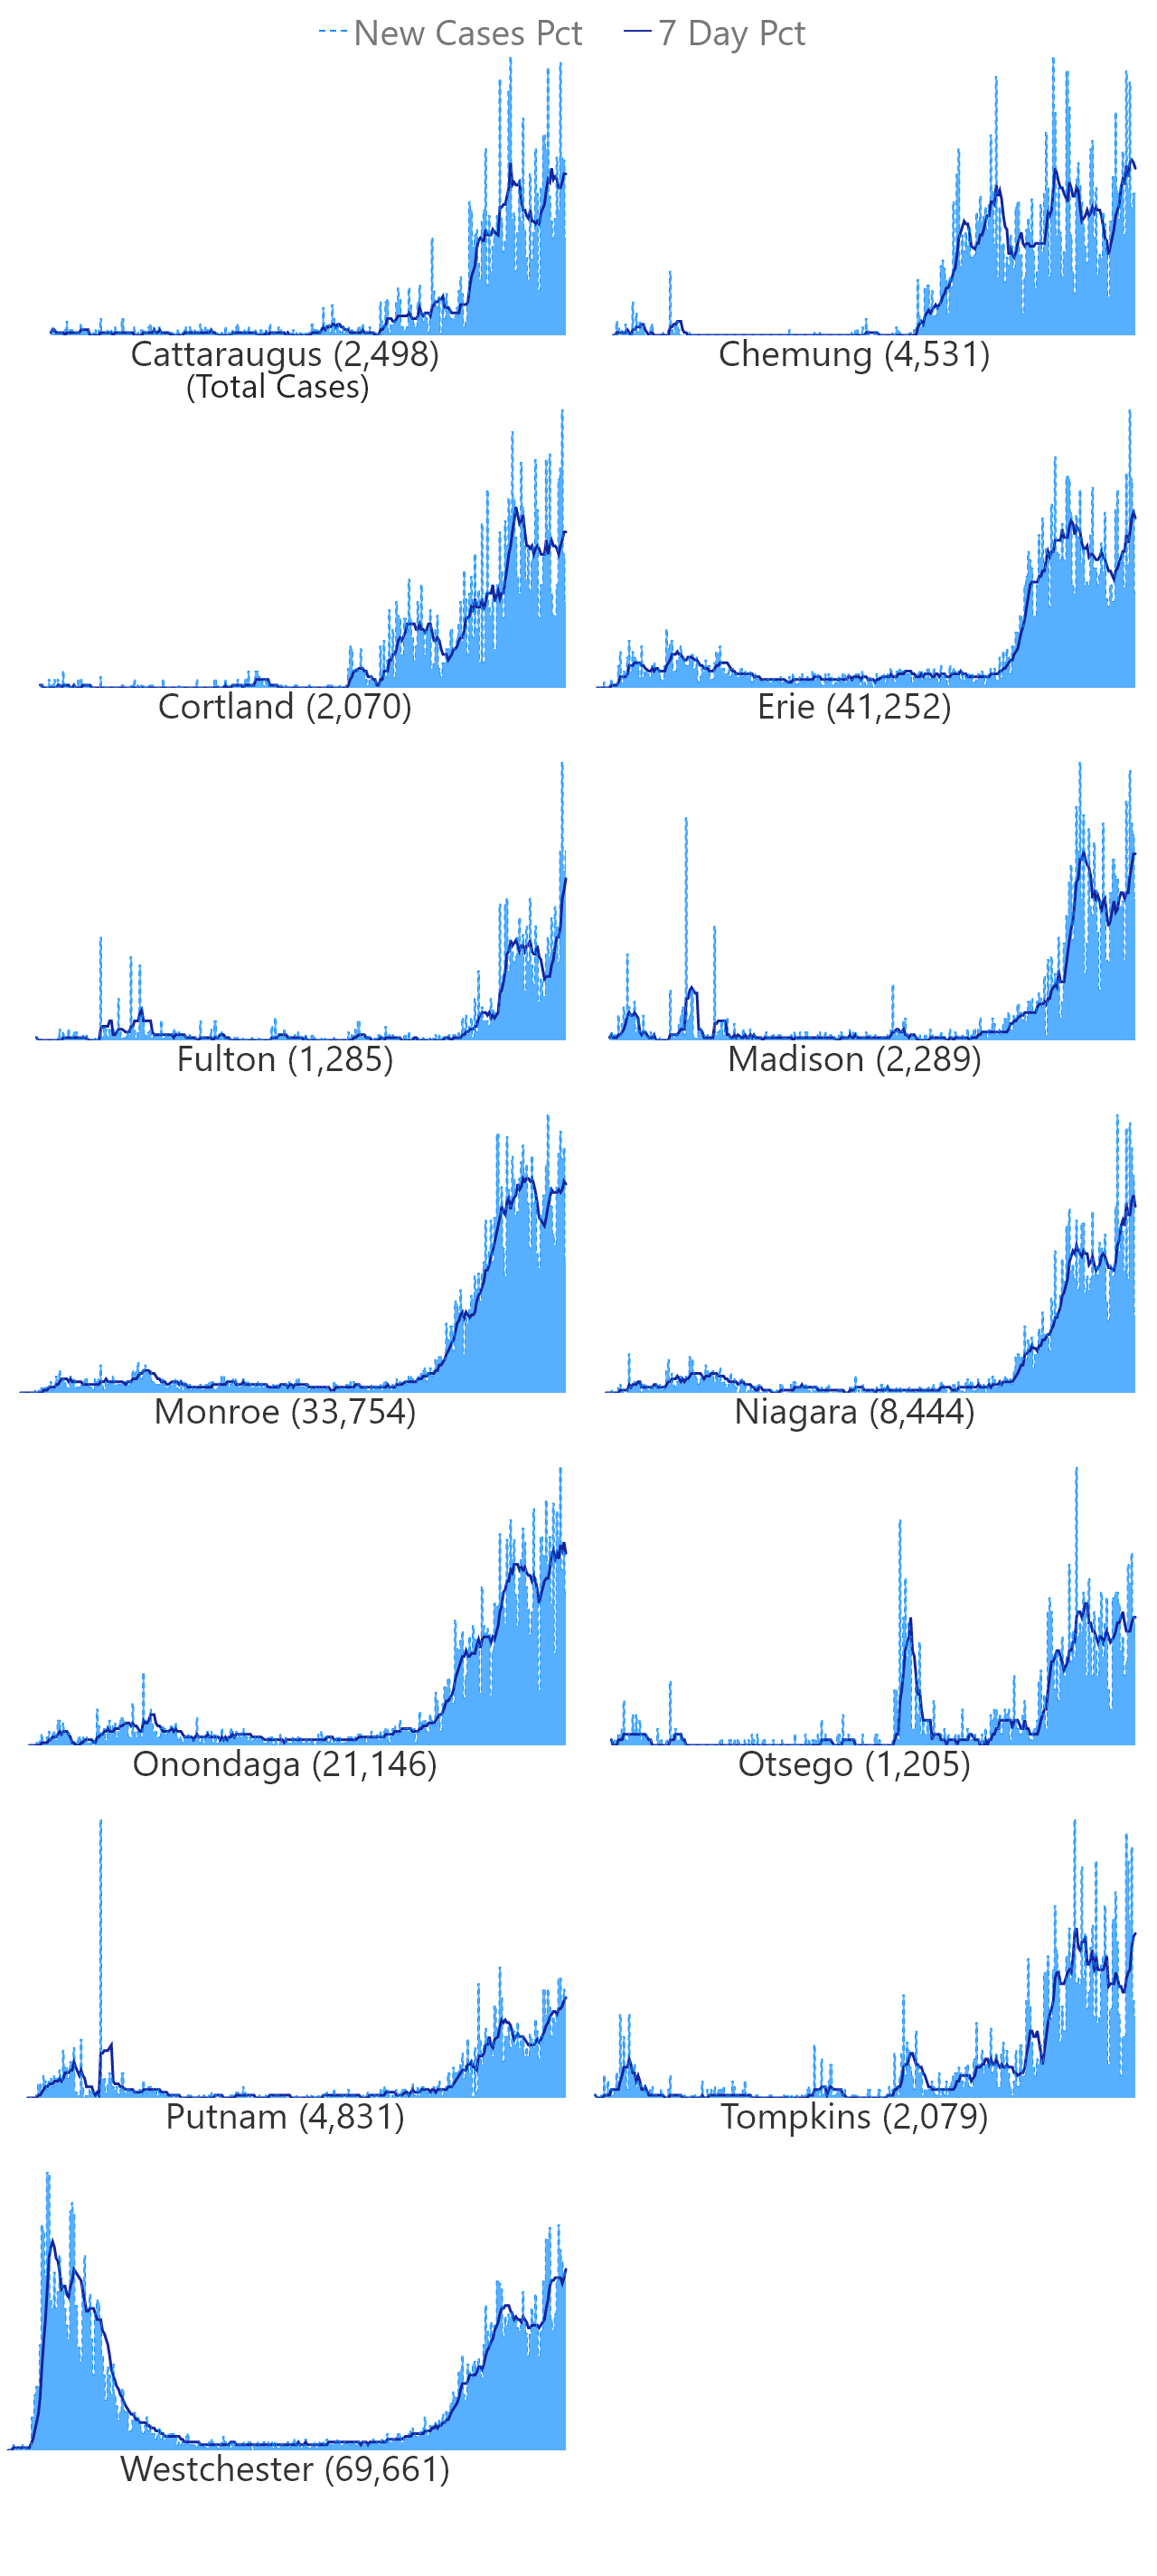 New Cases Pct 7 Day Pct
Cattaraugus (2,498)
(Total Cases)
Chemung (4,531)
Cortland (2,070)
Erie (41,252)
Fulton (1,285)
Madison (2,289)
Monroe (33,754)
Niagara (8,444)
Onondaga (21,146)
Otsego (1,205)
Putnam (4,831)
Tompkins (2,079)
Westchester (69,661)